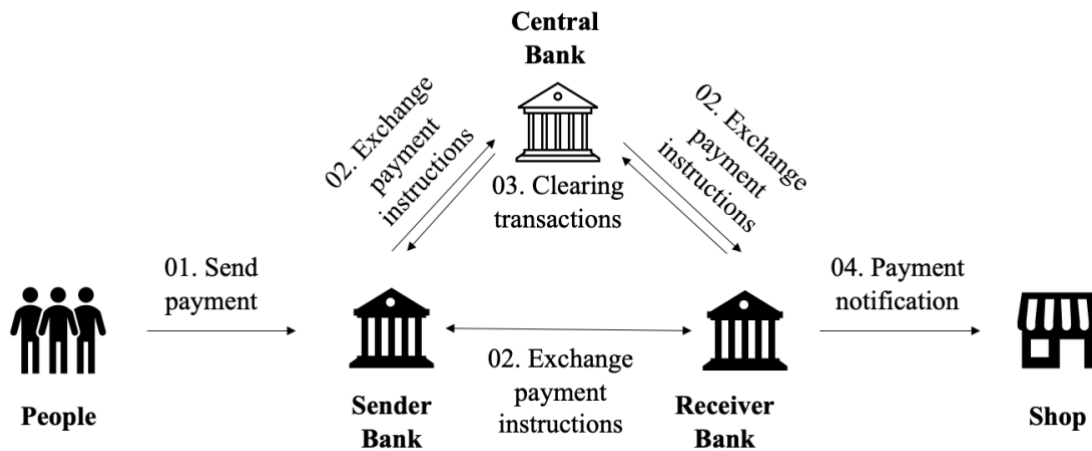 Central
Bank
02. Exchange
payment
instructions
02. Exchange
payment
instructions
03. Clearing
transactions
01. Send
payment
04. Payment
notification
02. Exchange
payment
instructions
People
Sender
Bank
Receiver
Bank
Shop